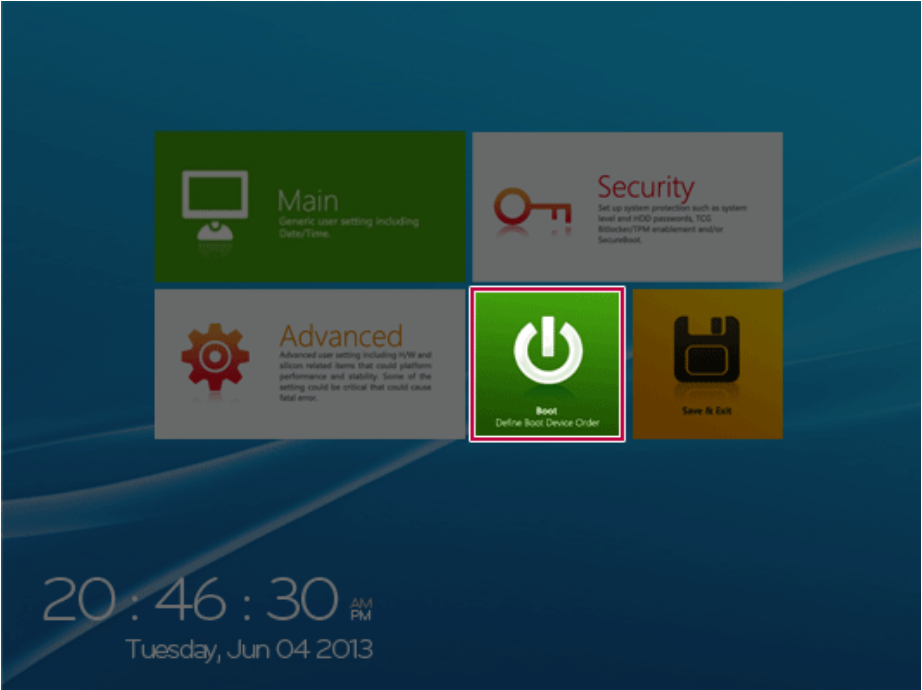 Main
Generic user setting including
Date/Time.
Security
Set up system protection such as system
level and HDD passwords, TCG
Bitlocker/TPM enablement and/or
SecureBoot.
Advanced
Advanced user setting including H/W and
silicon related items that could platform
performance and stability. Some of the
setting could be critical that could cause
fatal error.
Boot
Define Boot Device Order
Save & Exit
20 : 46 : 30 AM
PM
Tuesday, Jun 04 2013